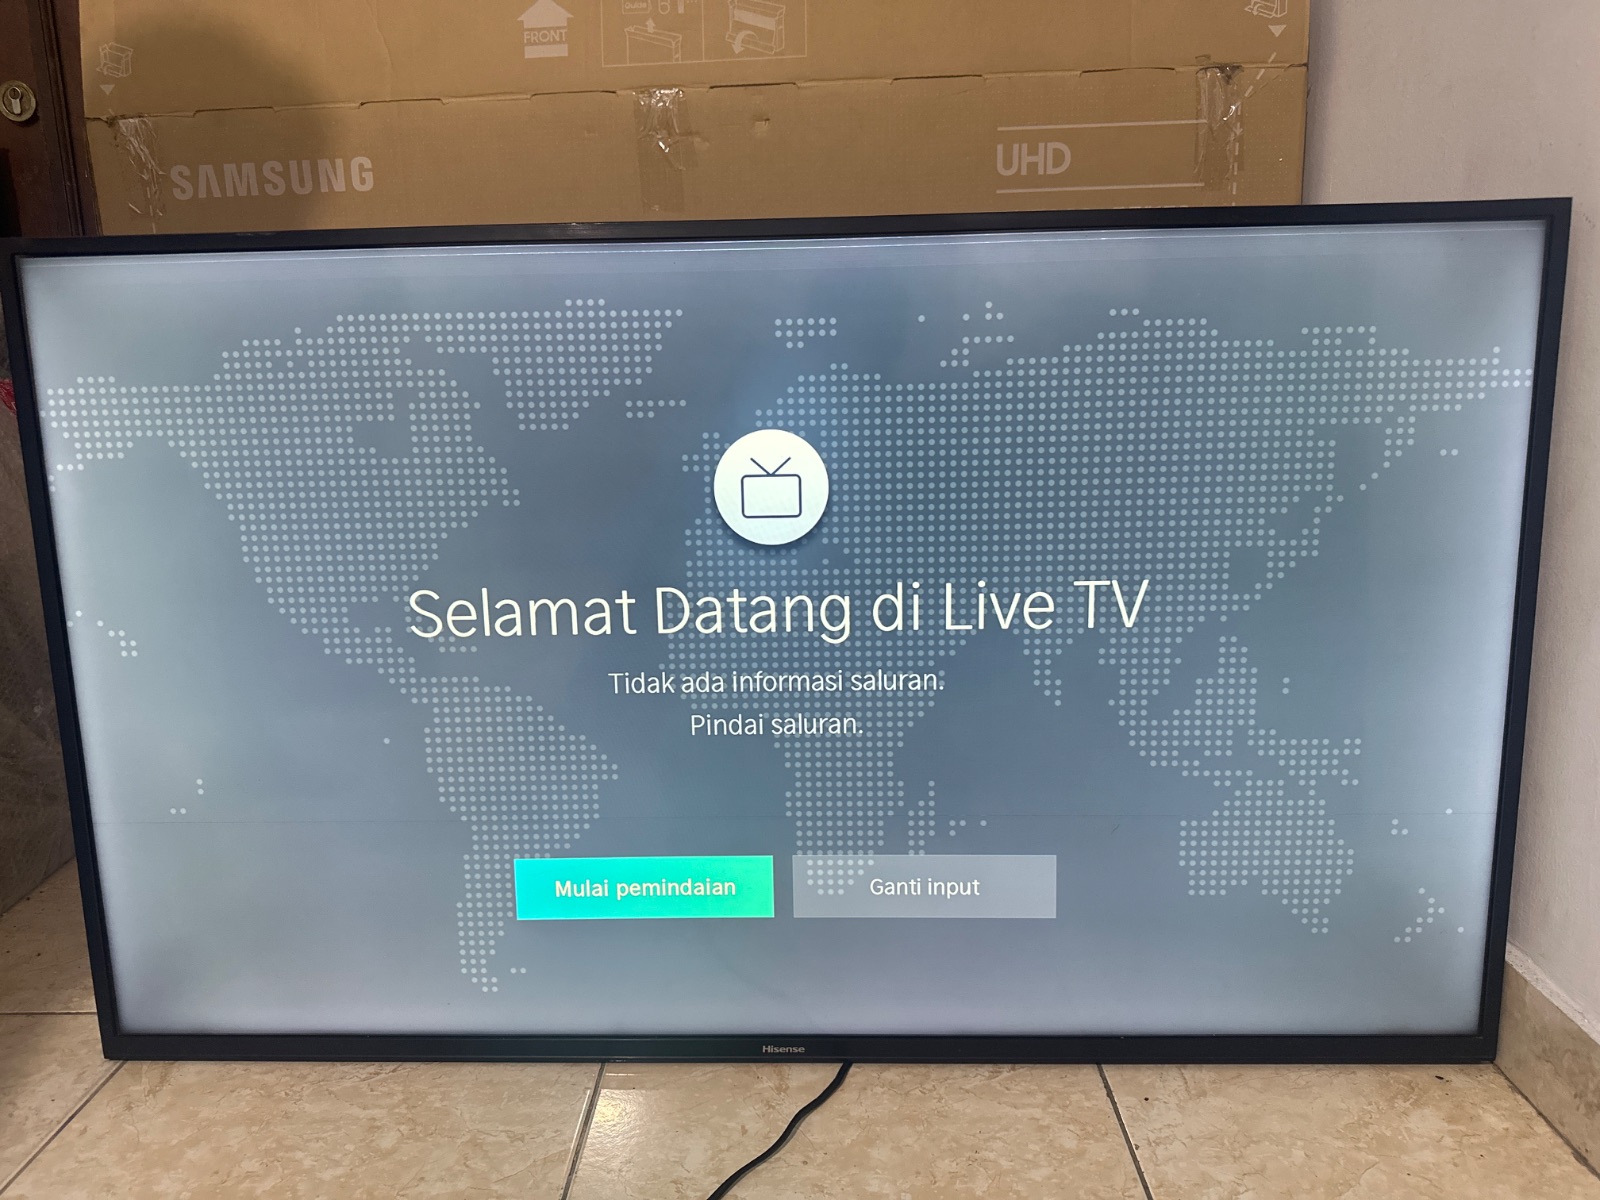 FRONT
SAMSUNG
UHD
Selamat Datang di Live TV
Tidak ada informasi saluran.
Pindai saluran.
Mulai pemindaian
Ganti input
Hisense